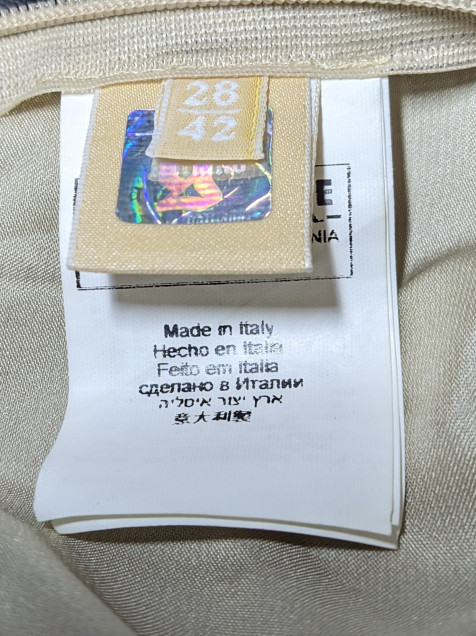 28
42
NIA
Made in Italy
Hecho en Italia
Feito em Italia
сделано в Италии
ארץ יצור איטליה
意大利製